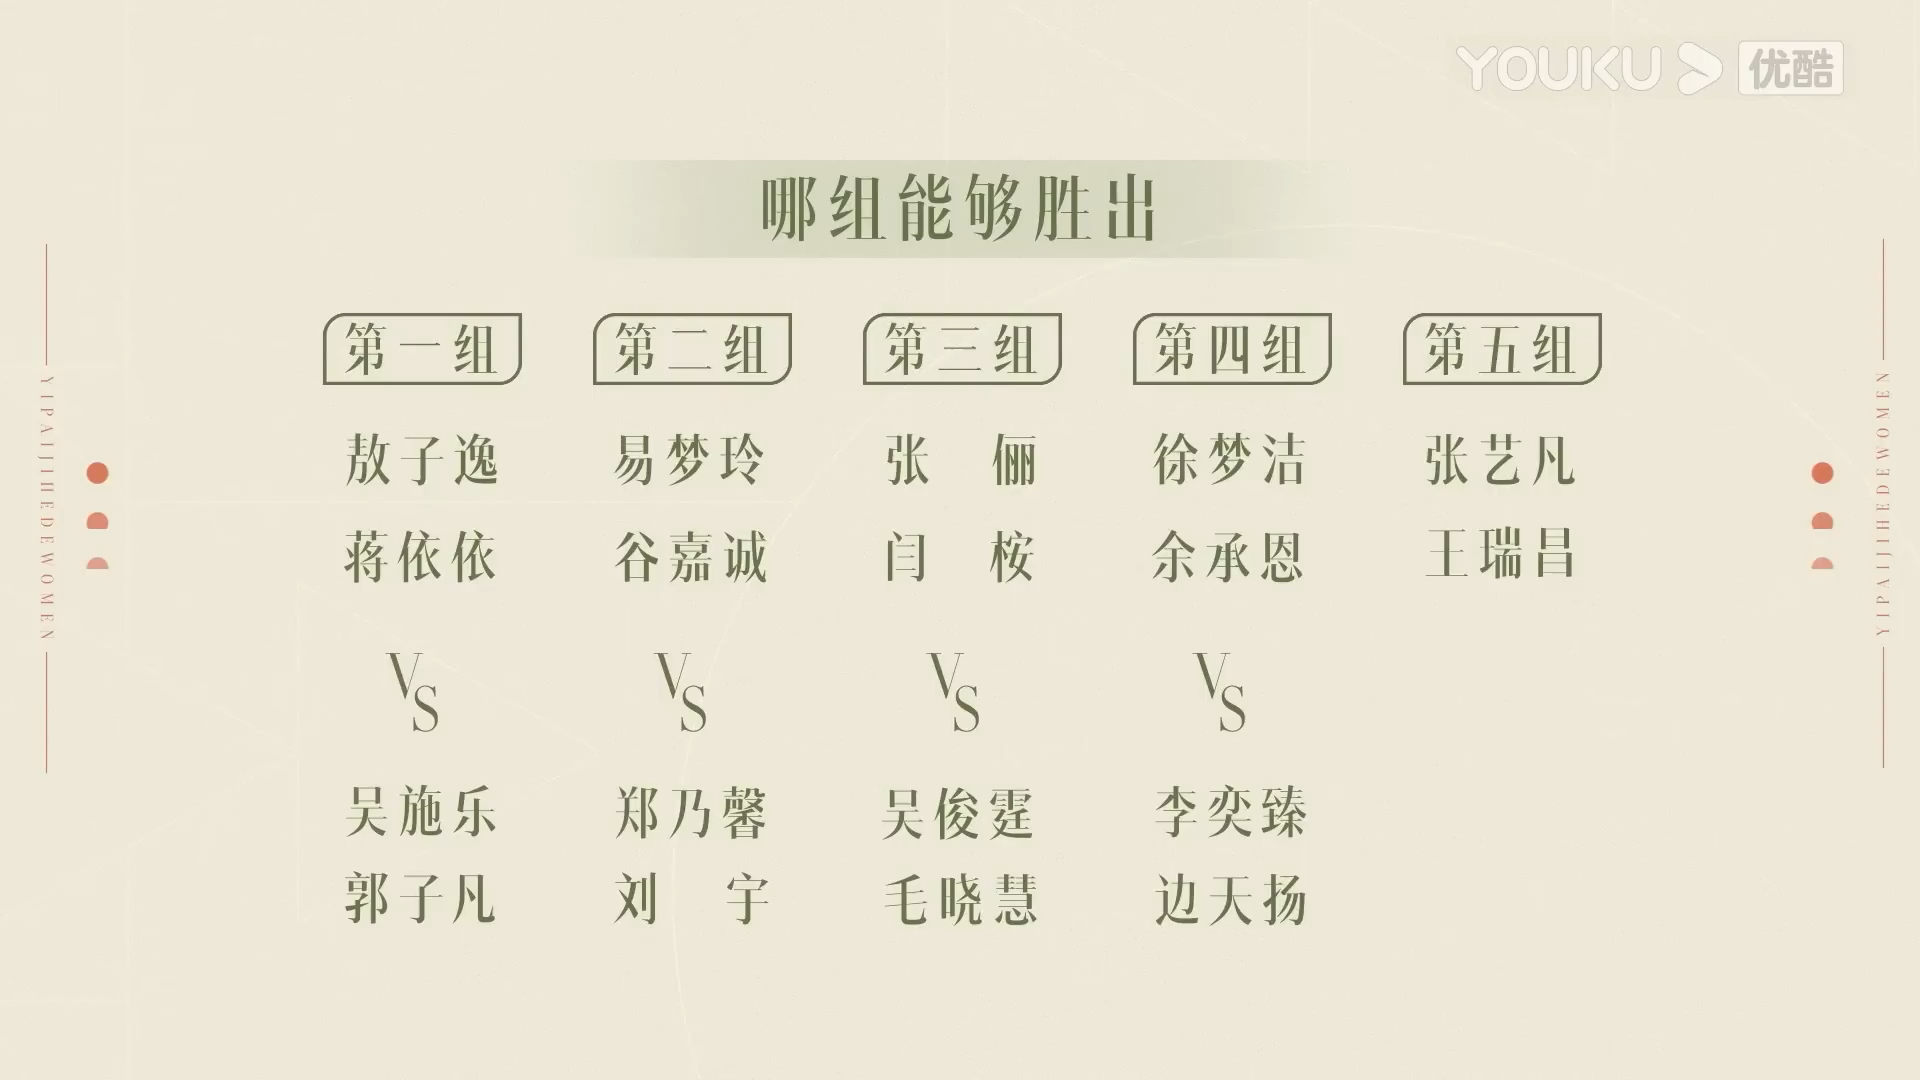 YOUKU 优酷
哪组能够胜出
第一组 第二组 第三组 第四组 第五组
敖子逸 易梦玲 张俪 徐梦洁 张艺凡
蒋依依 谷嘉诚 闫桉 余承恩 王瑞昌
VS VS VS VS
吴施乐 郑乃馨 吴俊霆 李奕臻
郭子凡 刘宇 毛晓慧 边天扬
YIPAIJIHEDEWOMEN
YIPAIJIHEDEWOMEN